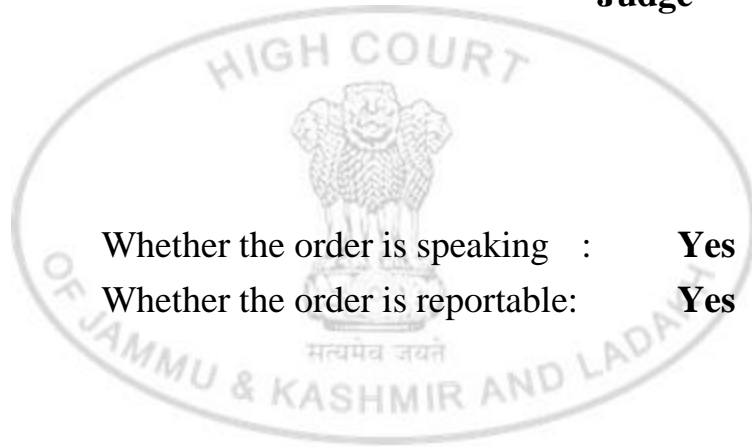 Judge
HIGH COURT
Whether the order is speaking : Yes
Whether the order is reportable: Yes
सत्यमेव जयते
OF JAMMU & KASHMIR AND LADAKH